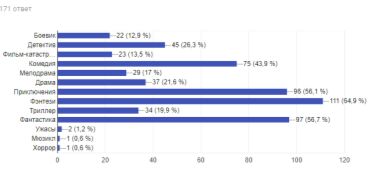 171 ответ
Боевик 22 (12,9 %)
Детектив 45 (26,3 %)
Фильм-катастр... 23 (13,5 %)
Комедия 75 (43,9 %)
Мелодрама 29 (17 %)
Драма 37 (21,6 %)
Приключения 96 (56,1 %)
Фэнтези 111 (64,9 %)
Триллер 34 (19,9 %)
Фантастика 97 (56,7 %)
Ужасы 2 (1,2 %)
Мюзикл 1 (0,6 %)
Хоррор 1 (0,6 %)
0 20 40 60 80 100 120